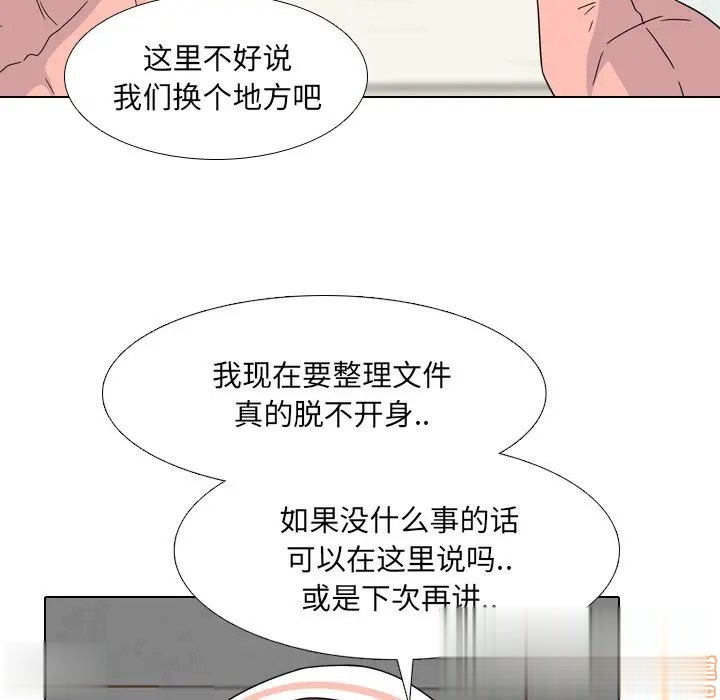 这里不好说
我们换个地方吧
我现在要整理文件
真的脱不开身..
如果没什么事的话
可以在这里说吗..
或是下次再讲..